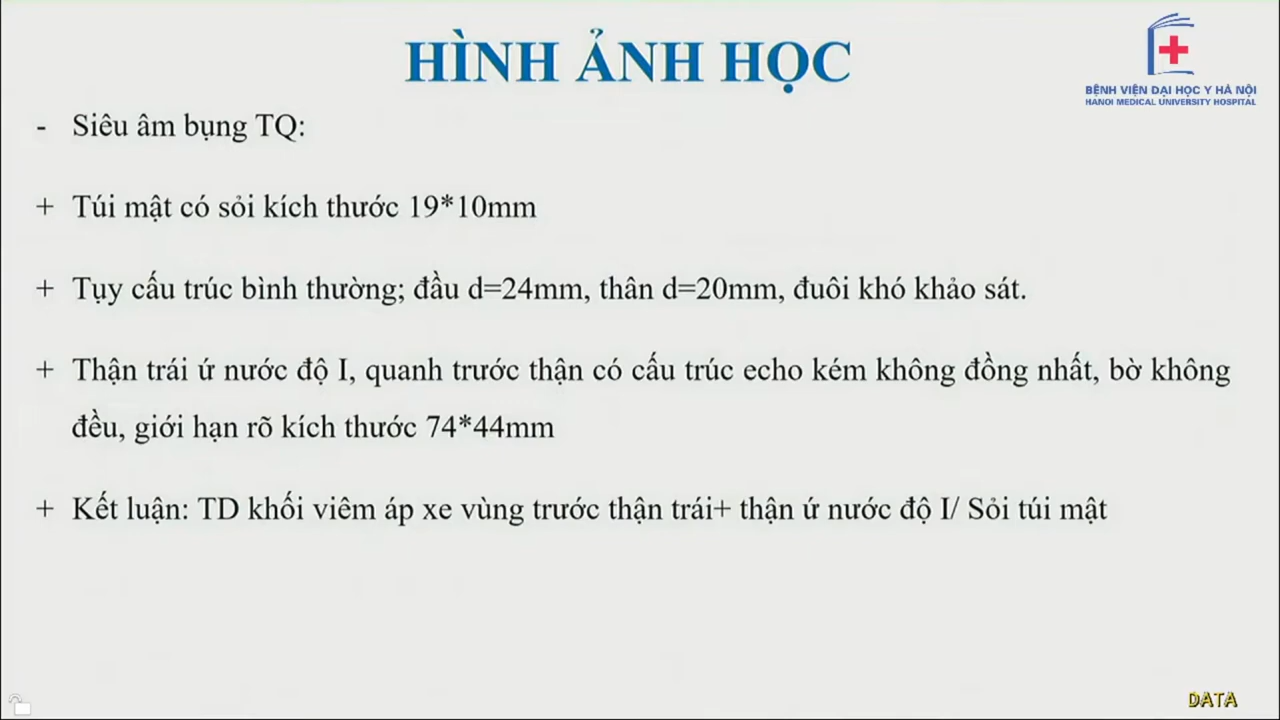 HÌNH ẢNH HỌC
BỆNH VIỆN ĐẠI HỌC Y HÀ NỘI
HANOI MEDICAL UNIVERSITY HOSPITAL
- Siêu âm bụng TQ:
+ Túi mật có sỏi kích thước 19*10mm
+ Tụy cấu trúc bình thường; đầu d=24mm, thân d=20mm, đuôi khó khảo sát.
+ Thận trái ứ nước độ I, quanh trước thận có cấu trúc echo kém không đồng nhất, bờ không
đều, giới hạn rõ kích thước 74*44mm
+ Kết luận: TD khối viêm áp xe vùng trước thận trái+ thận ứ nước độ I/ Sỏi túi mật
DATA